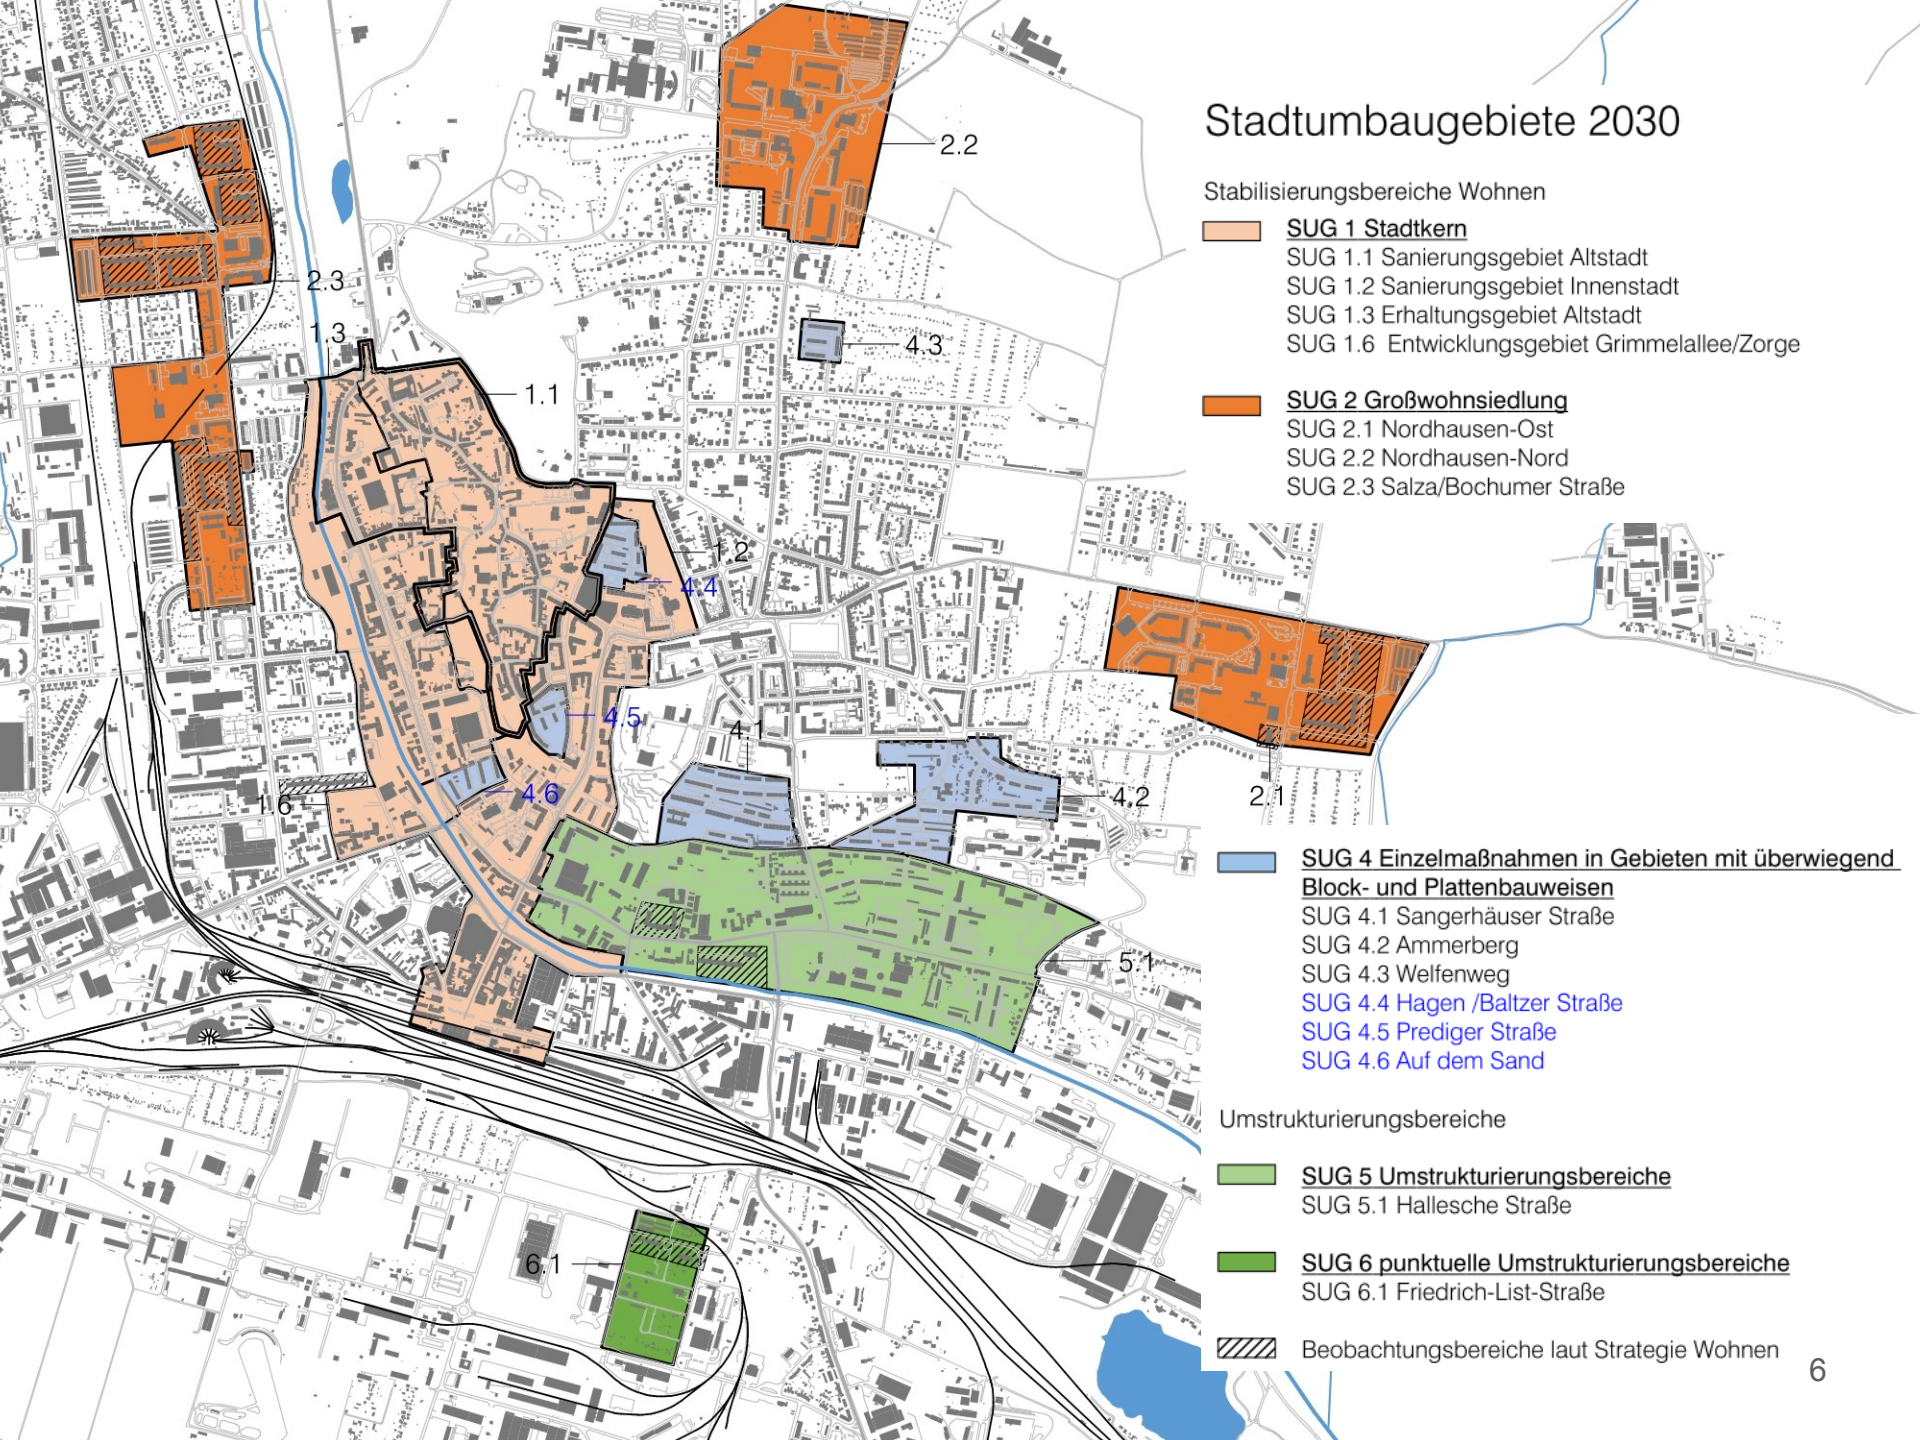 Stadtumbaugebiete 2030
Stabilisierungsbereiche Wohnen
SUG 1 Stadtkern
SUG 1.1 Sanierungsgebiet Altstadt
SUG 1.2 Sanierungsgebiet Innenstadt
SUG 1.3 Erhaltungsgebiet Altstadt
SUG 1.6 Entwicklungsgebiet Grimmelallee/Zorge
SUG 2 Großwohnsiedlung
SUG 2.1 Nordhausen-Ost
SUG 2.2 Nordhausen-Nord
SUG 2.3 Salza/Bochumer Straße
SUG 4 Einzelmaßnahmen in Gebieten mit überwiegend
Block- und Plattenbauweisen
SUG 4.1 Sangerhäuser Straße
SUG 4.2 Ammerberg
SUG 4.3 Welfenweg
SUG 4.4 Hagen /Baltzer Straße
SUG 4.5 Prediger Straße
SUG 4.6 Auf dem Sand
Umstrukturierungsbereiche
SUG 5 Umstrukturierungsbereiche
SUG 5.1 Hallesche Straße
SUG 6 punktuelle Umstrukturierungsbereiche
SUG 6.1 Friedrich-List-Straße
Beobachtungsbereiche laut Strategie Wohnen
6
2.2
2.3
1.3
4.3
1.1
1.2
4.4
4.5
4.1
4.6
1.6
4.2
2.1
5.1
6.1